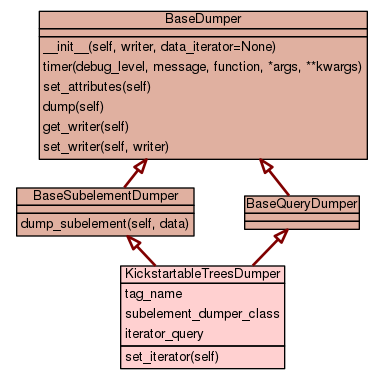 BaseDumper
__init__(self, writer, data_iterator=None)
timer(debug_level, message, function, *args, **kwargs)
set_attributes(self)
dump(self)
get_writer(self)
set_writer(self, writer)
BaseSubelementDumper
dump_subelement(self, data)
BaseQueryDumper
KickstartableTreesDumper
tag_name
subelement_dumper_class
iterator_query
set_iterator(self)